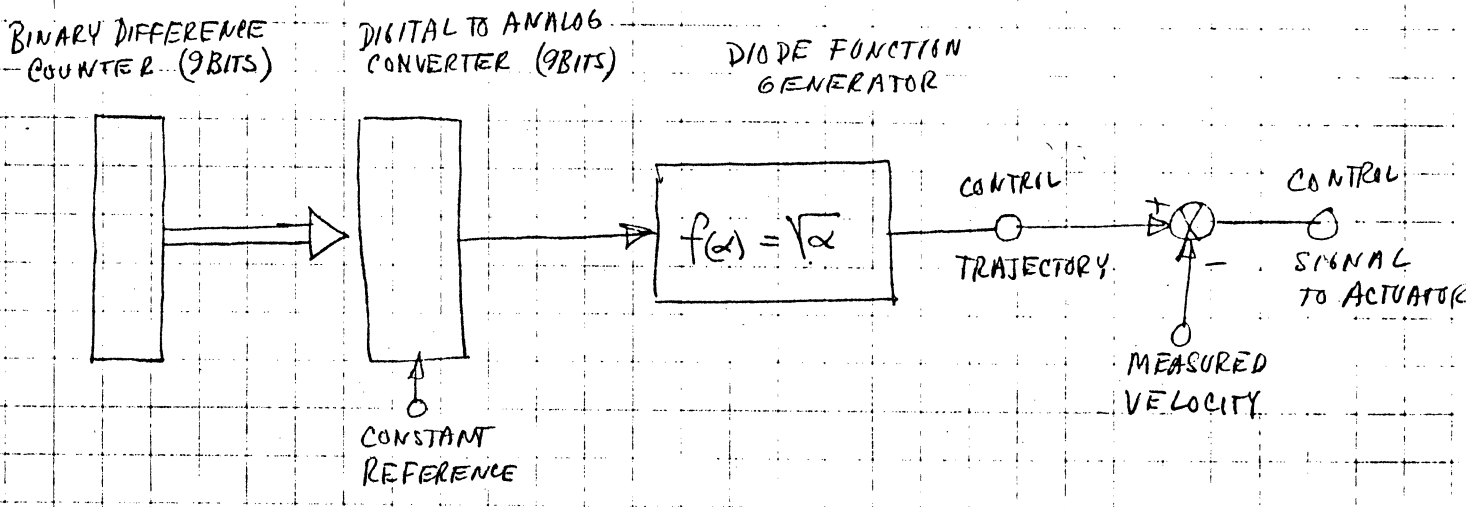 BINARY DIFFERENCE
COUNTER (9BITS)
DIGITAL TO ANALOG
CONVERTER (9BITS)
DIODE FUNCTION
GENERATOR
f(α) = √α
CONTROL
TRAJECTORY
+
-
CONTROL
SIGNAL
TO ACTUATOR
MEASURED
VELOCITY
CONSTANT
REFERENCE